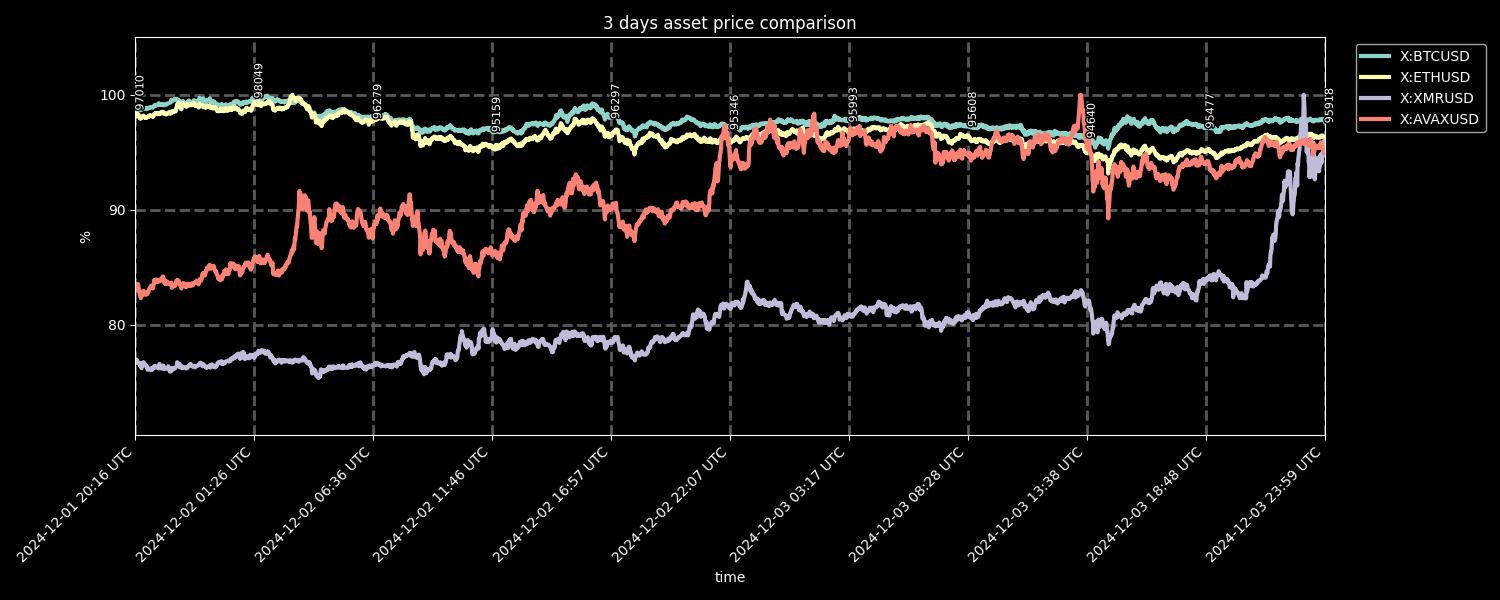 3 days asset price comparison
X:BTCUSD
X:ETHUSD
X:XMRUSD
X:AVAXUSD
100
90
80
%
97010
98049
96279
95159
96297
95346
95993
95608
94640
95477
95918
2024-12-01 20:16 UTC
2024-12-02 01:26 UTC
2024-12-02 06:36 UTC
2024-12-02 11:46 UTC
2024-12-02 16:57 UTC
2024-12-02 22:07 UTC
2024-12-03 03:17 UTC
2024-12-03 08:28 UTC
2024-12-03 13:38 UTC
2024-12-03 18:48 UTC
2024-12-03 23:59 UTC
time